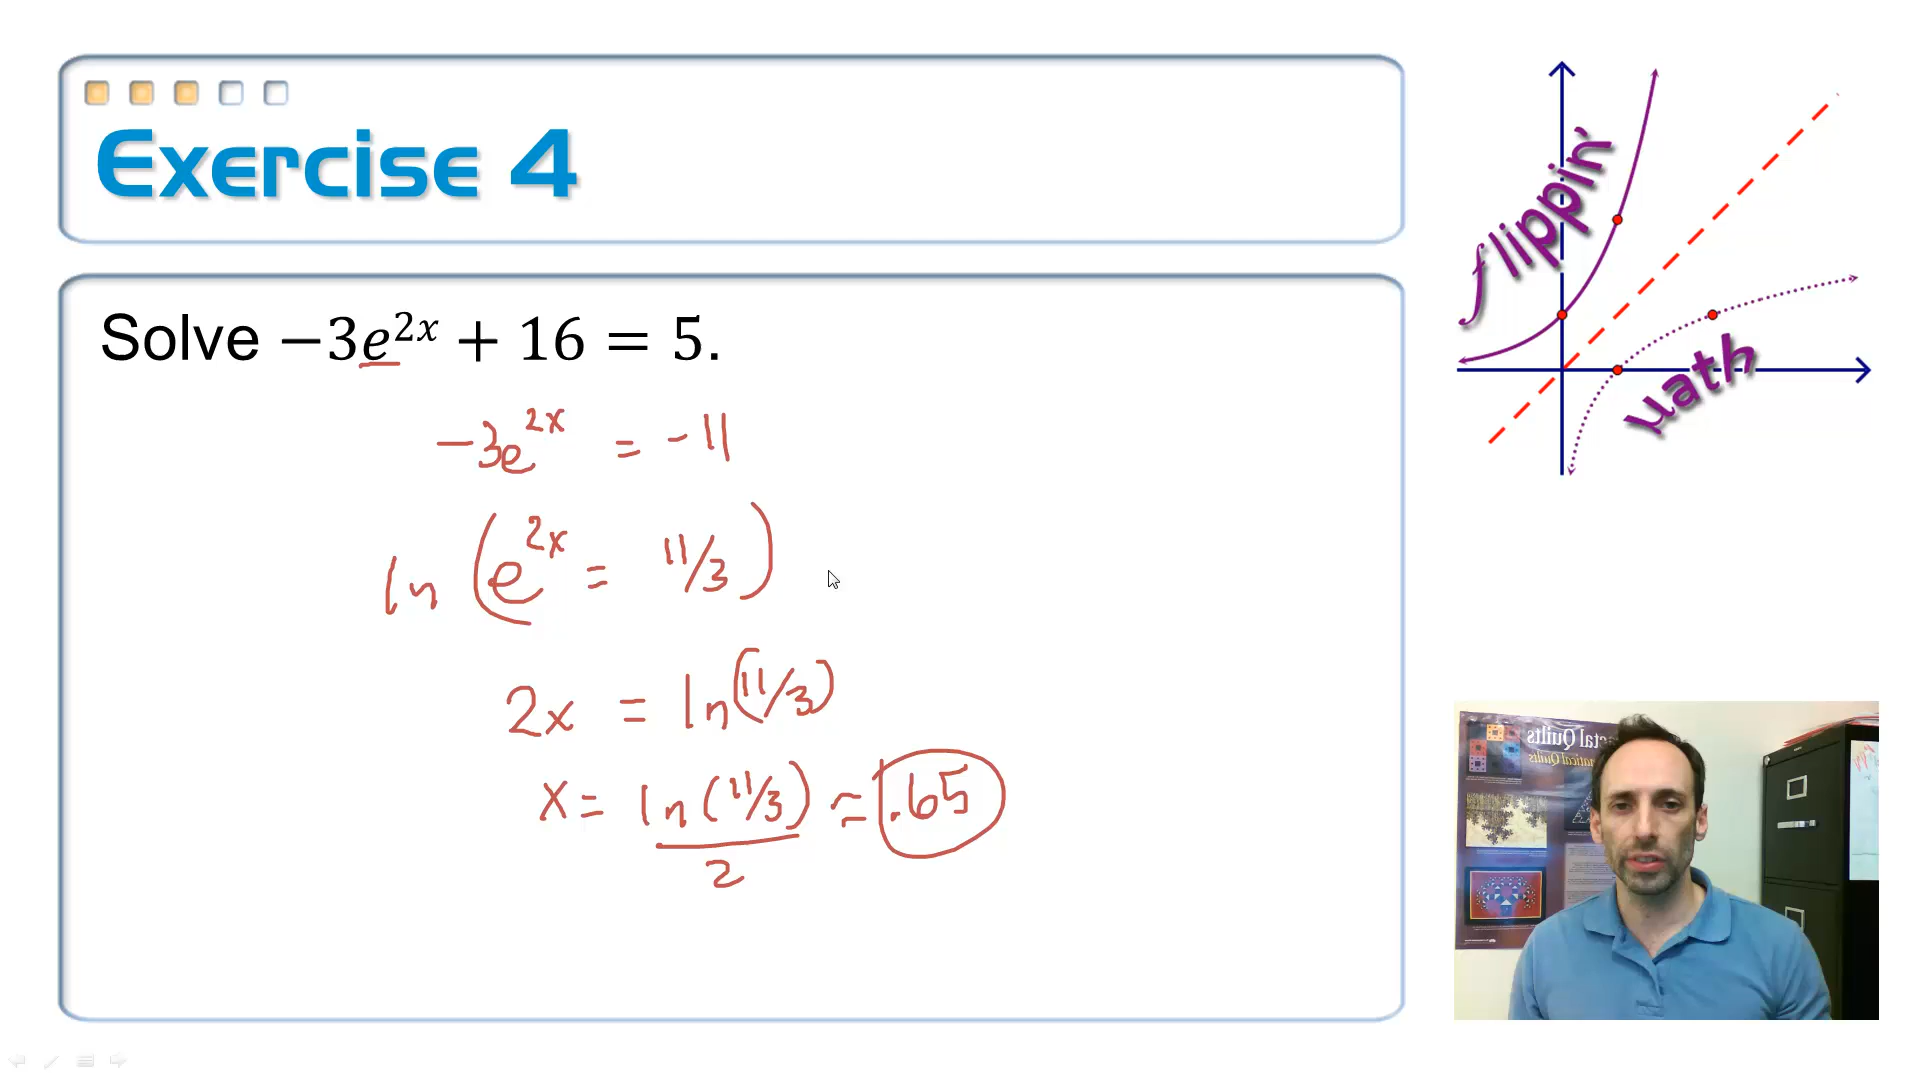 Exercise 4
Solve −3e^{2x} + 16 = 5.
-3e^{2x} = -11
ln (e^{2x} = 11/3)
2x = ln(11/3)
x = ln(11/3)/2 ≈ .65
flippin'
math